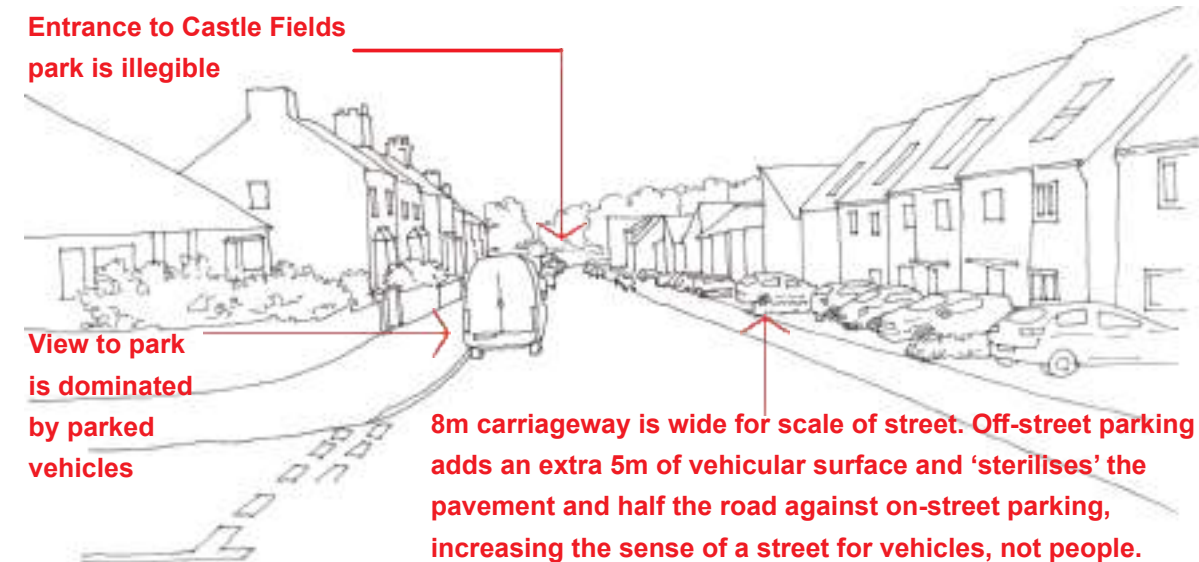 Entrance to Castle Fields
park is illegible
View to park
is dominated
by parked
vehicles
8m carriageway is wide for scale of street. Off-street parking
adds an extra 5m of vehicular surface and ‘sterilises’ the
pavement and half the road against on-street parking,
increasing the sense of a street for vehicles, not people.